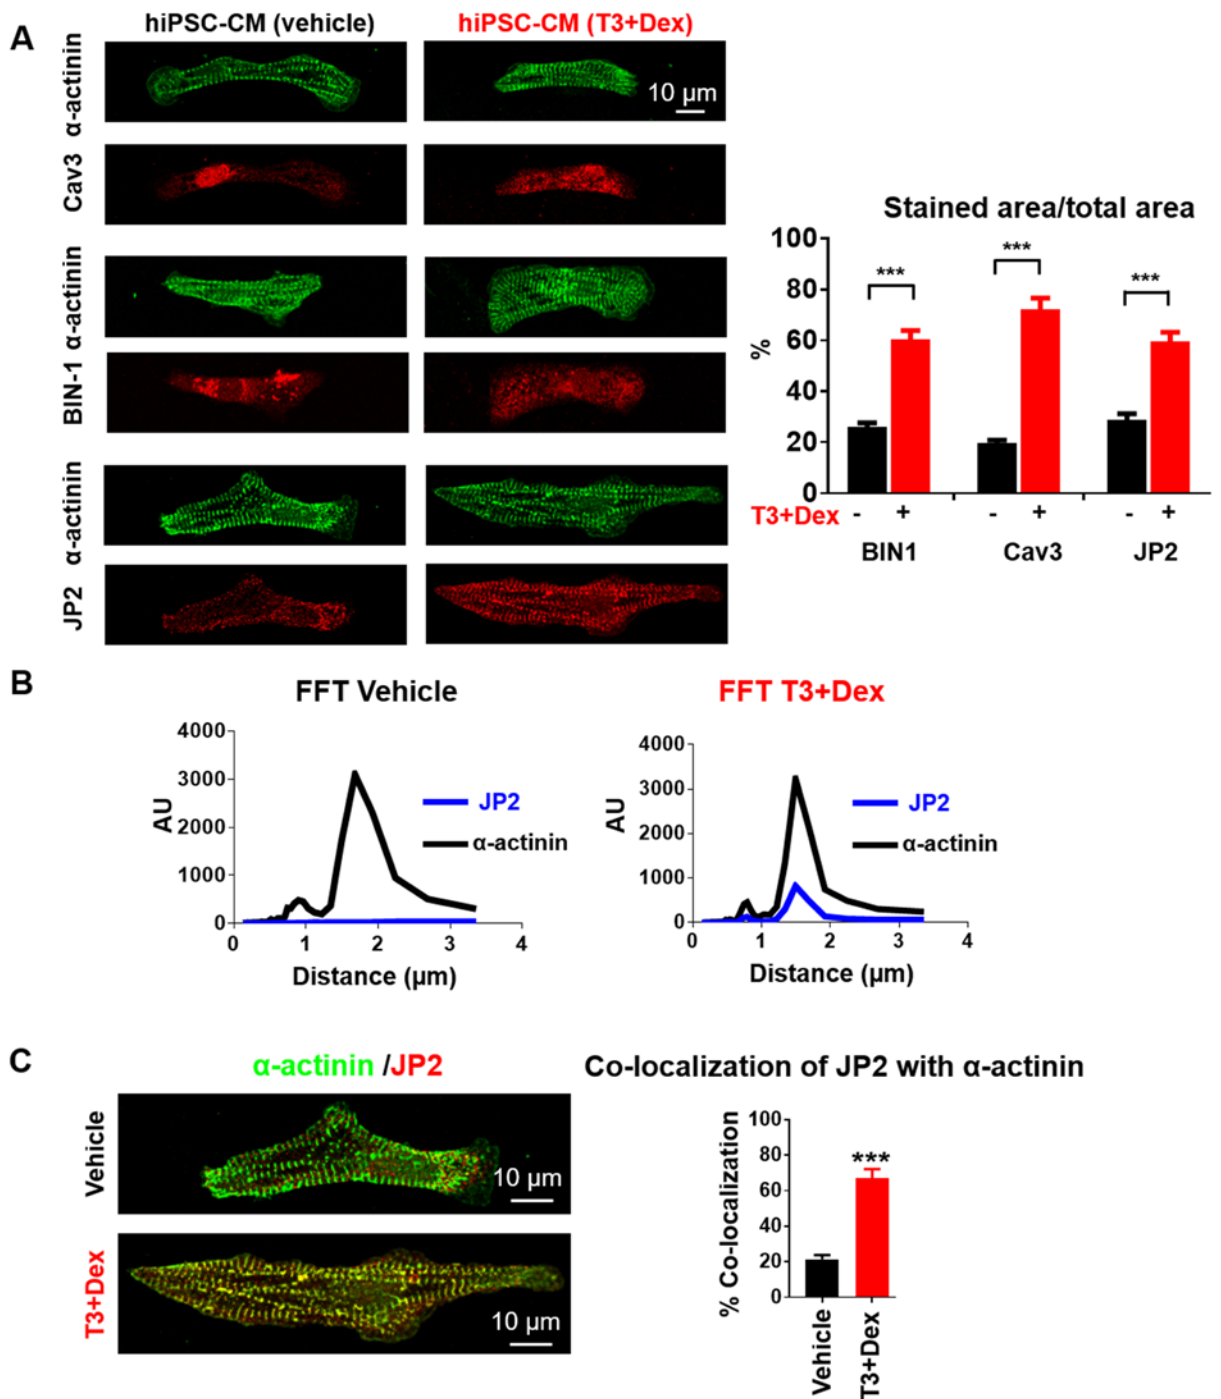 A
hiPSC-CM (vehicle)
hiPSC-CM (T3+Dex)
α-actinin
10 µm
Cav3
α-actinin
BIN-1
α-actinin
JP2
Stained area/total area
100
80
60
40
20
0
%
***
***
***
T3+Dex - + - + - +
BIN1 Cav3 JP2
B
FFT Vehicle
4000
3000
2000
1000
0
AU
JP2
α-actinin
0 1 2 3 4
Distance (µm)
FFT T3+Dex
4000
3000
2000
1000
0
AU
JP2
α-actinin
0 1 2 3 4
Distance (µm)
C
α-actinin /JP2
Vehicle
10 µm
T3+Dex
10 µm
Co-localization of JP2 with α-actinin
% Co-localization
100
80
60
40
20
0
***
Vehicle
T3+Dex